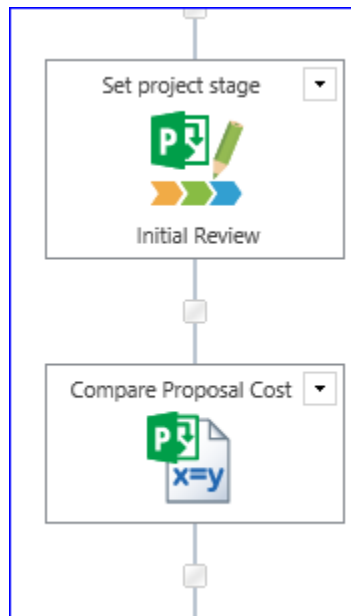 Set project stage
P
Initial Review
Compare Proposal Cost
P
x=y